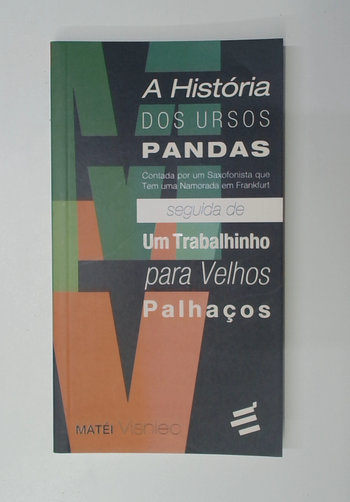 A História
DOS URSOS
PANDAS
Contada por um Saxofonista que
Tem uma Namorada em Frankfurt
seguida de
Um Trabalhinho
para Velhos
Palhaços
MATÉI Visniec